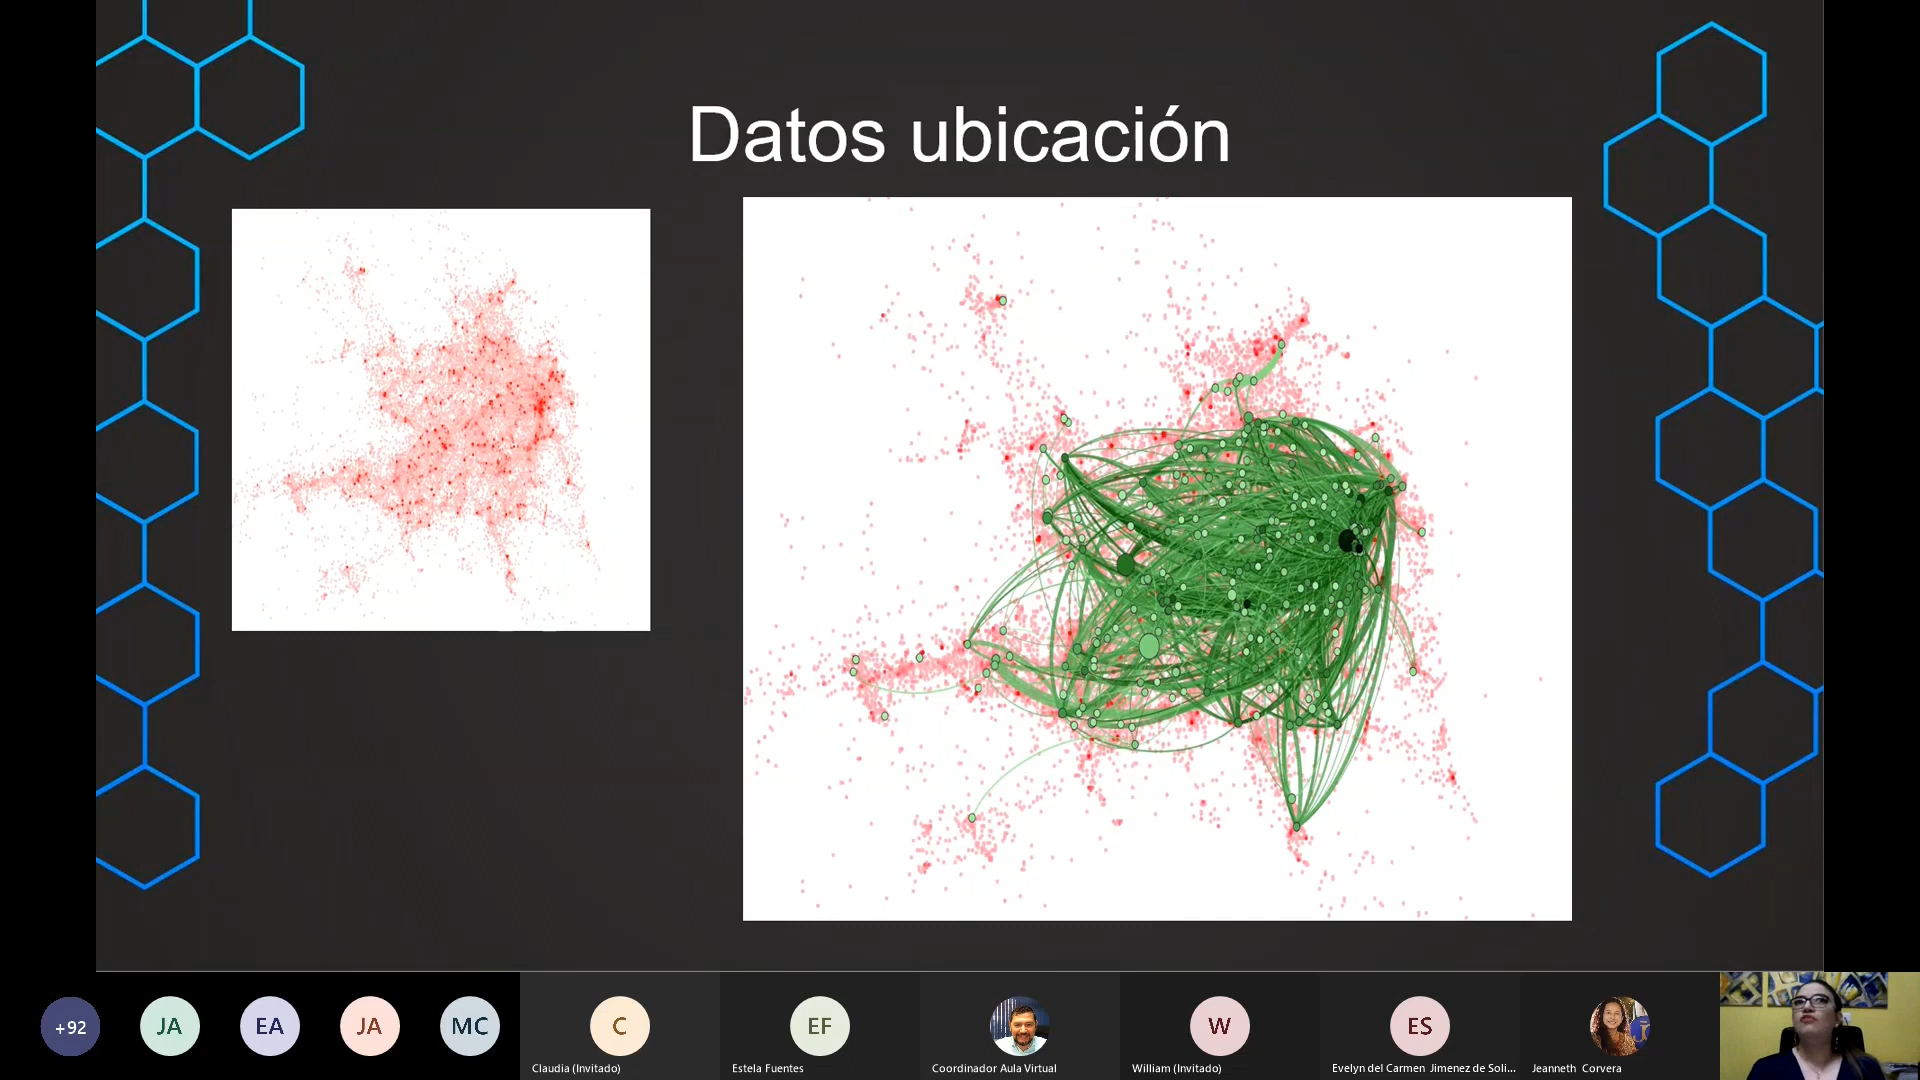 Datos ubicación
+92
JA
EA
JA
MC
C
EF
W
ES
Claudia (Invitado)
Estela Fuentes
Coordinador Aula Virtual
William (Invitado)
Evelyn del Carmen Jimenez de Soli...
Jeanneth Corvera